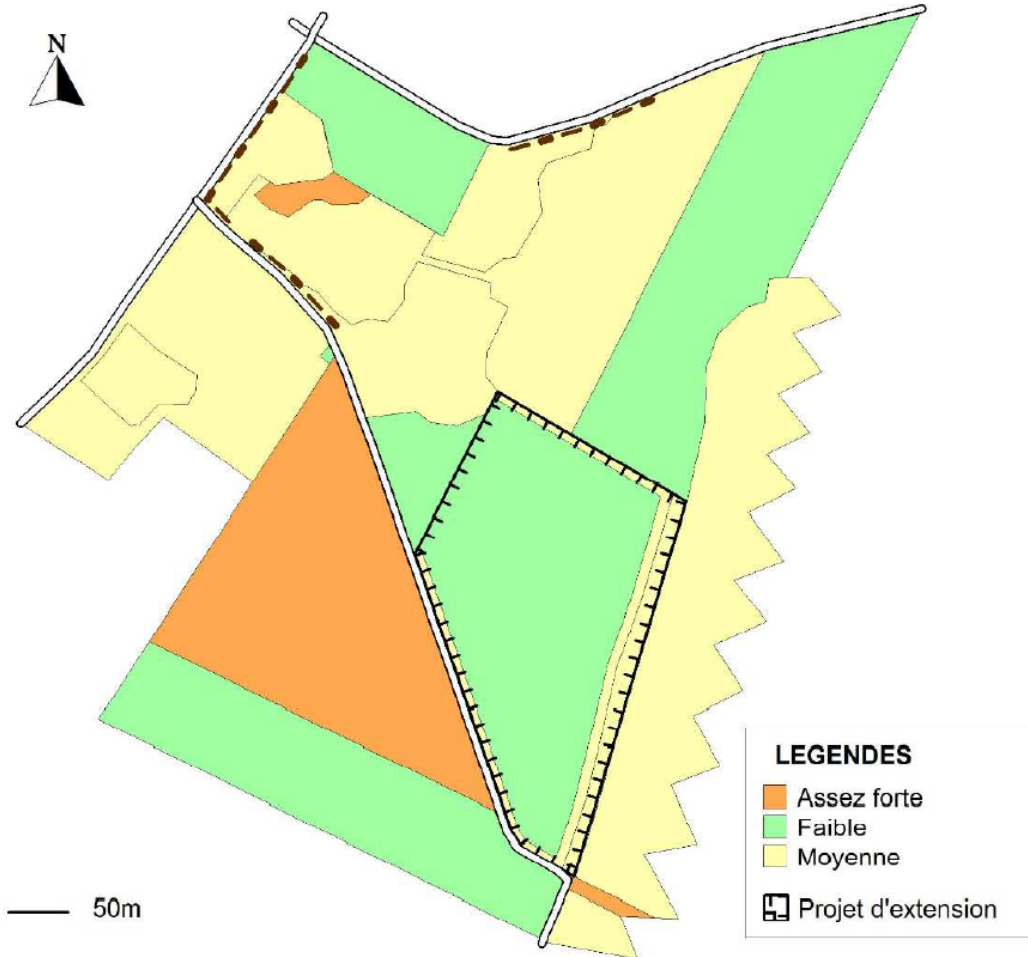 N
LEGENDES
Assez forte
Faible
Moyenne
Projet d'extension
50m